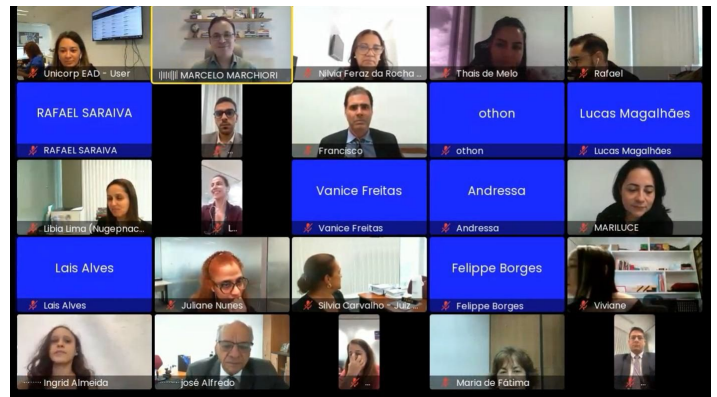 Unicorp EAD - User
MARCELO MARCHIORI
Nilvia Feraz da Rocha ...
Thais de Melo
Rafael
RAFAEL SARAIVA
othon
Lucas Magalhães
RAFAEL SARAIVA
...
Francisco
othon
Lucas Magalhães
Vanice Freitas
Andressa
Libia Lima (Nugepnac...
L...
Vanice Freitas
Andressa
MARILUCE
Lais Alves
Felippe Borges
Lais Alves
Juliane Nunes
Silvia Carvalho - Juiz ...
Felippe Borges
Viviane
Ingrid Almeida
josé Alfredo
...
Maria de Fátima
...